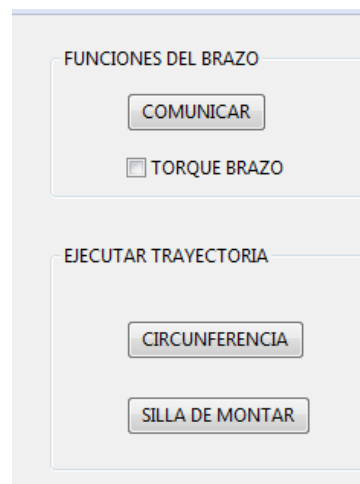 FUNCIONES DEL BRAZO
COMUNICAR
TORQUE BRAZO
EJECUTAR TRAYECTORIA
CIRCUNFERENCIA
SILLA DE MONTAR